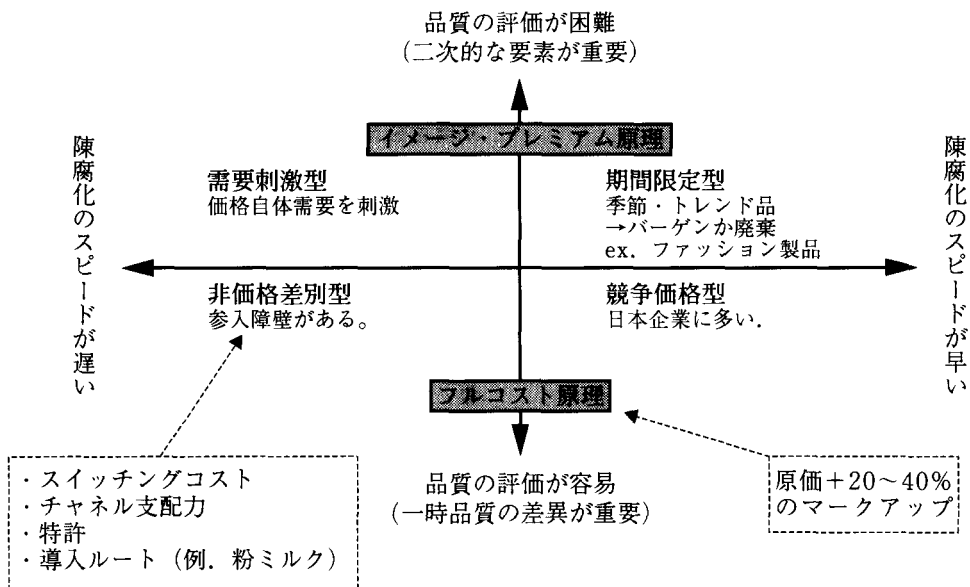 品質の評価が困難
(二次的な要素が重要)
イメージ・プレミアム原理
陳腐化のスピードが遅い
需要刺激型
価格自体需要を刺激
期間限定型
季節・トレンド品
→バーゲンか廃棄
ex. ファッション製品
陳腐化のスピードが早い
非価格差別型
参入障壁がある。
競争価格型
日本企業に多い.
フルコスト原理
・スイッチングコスト
・チャネル支配力
・特許
・導入ルート (例. 粉ミルク)
品質の評価が容易
(一時品質の差異が重要)
原価+20~40%
のマークアップ